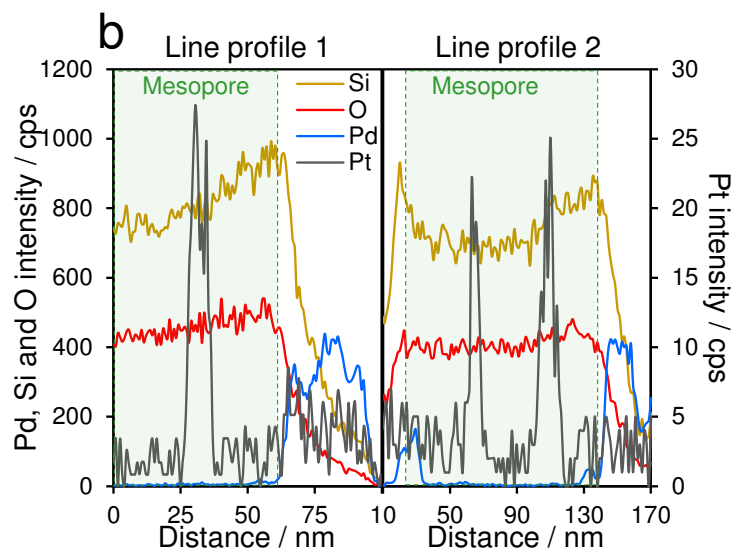 b
Line profile 1
Line profile 2
1200
30
Mesopore
Mesopore
Si
O
Pd
Pt
1000
25
800
20
600
15
400
10
200
5
0
0
Pd, Si and O intensity / cps
Pt intensity / cps
0
25
50
75
10
50
90
130
170
Distance / nm
Distance / nm